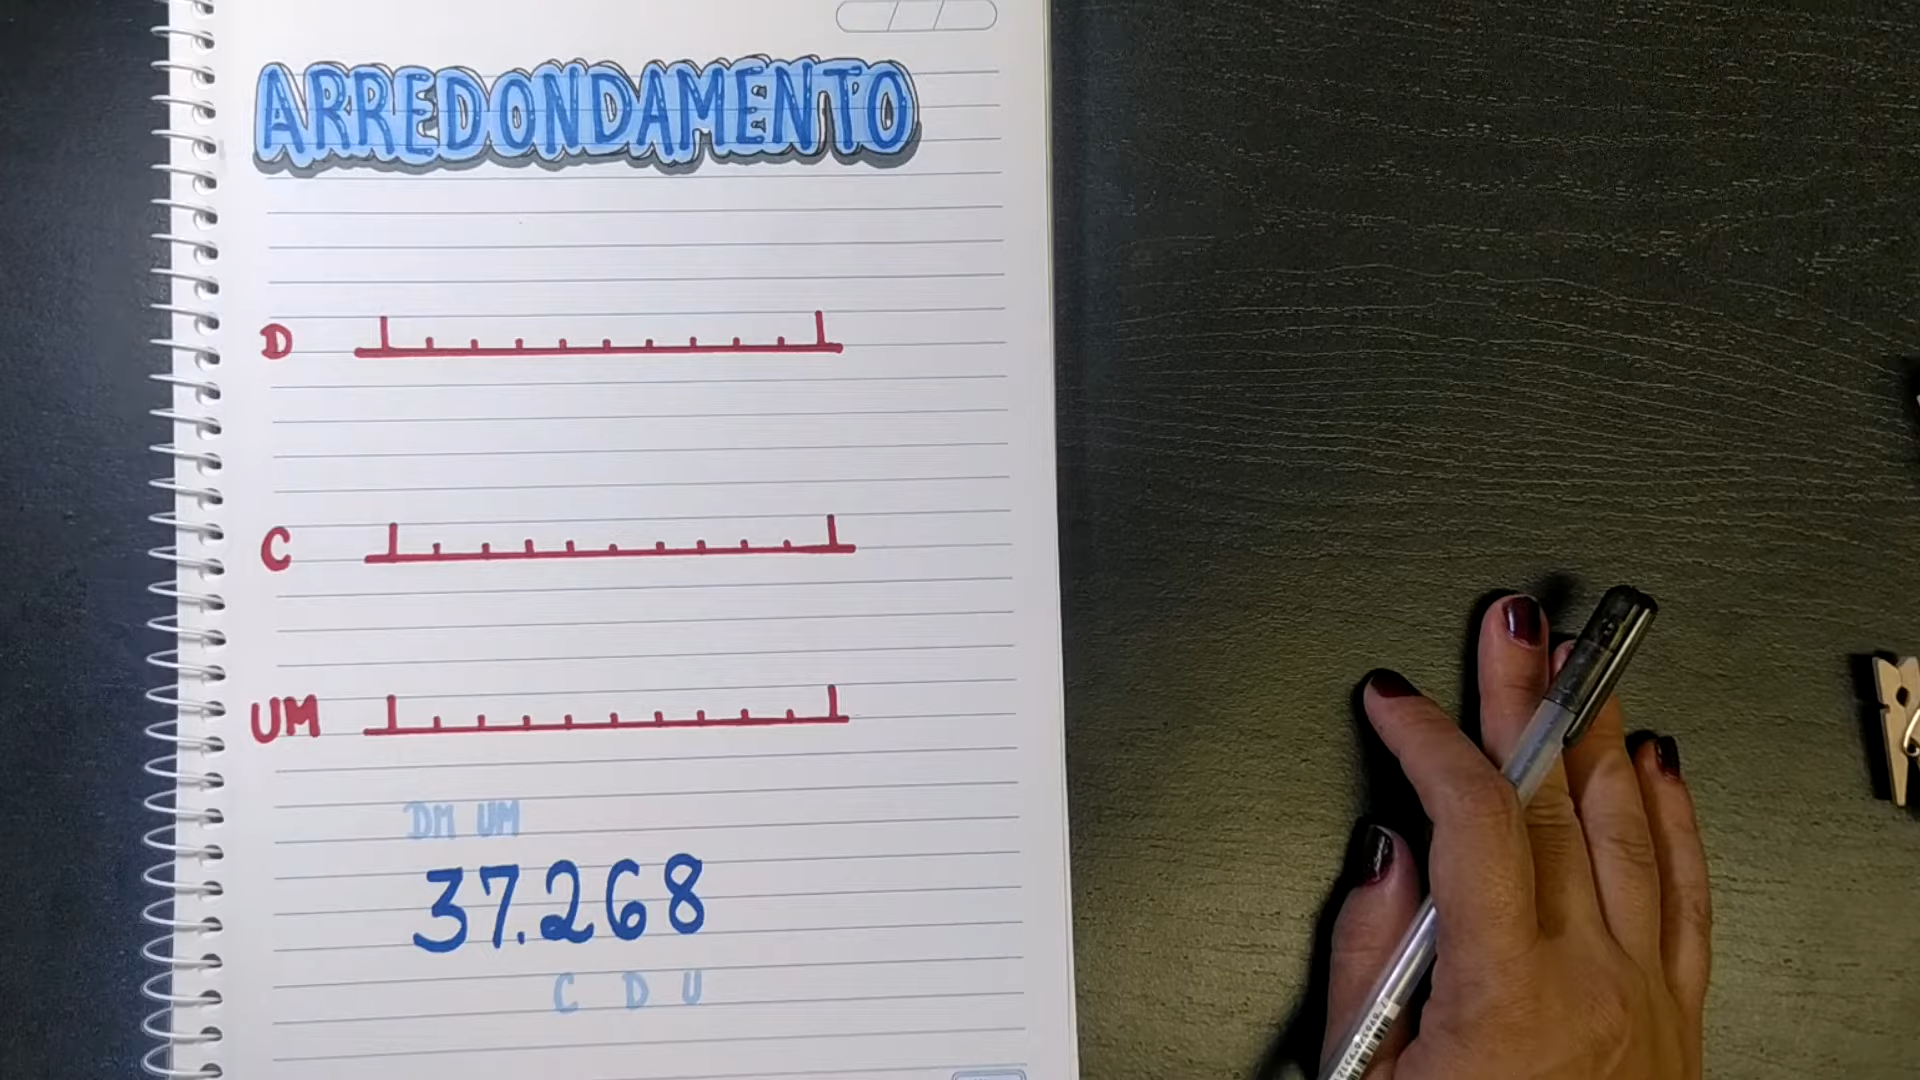 ARREDONDAMENTO
D
C
UM
DM UM
37.268
C D U